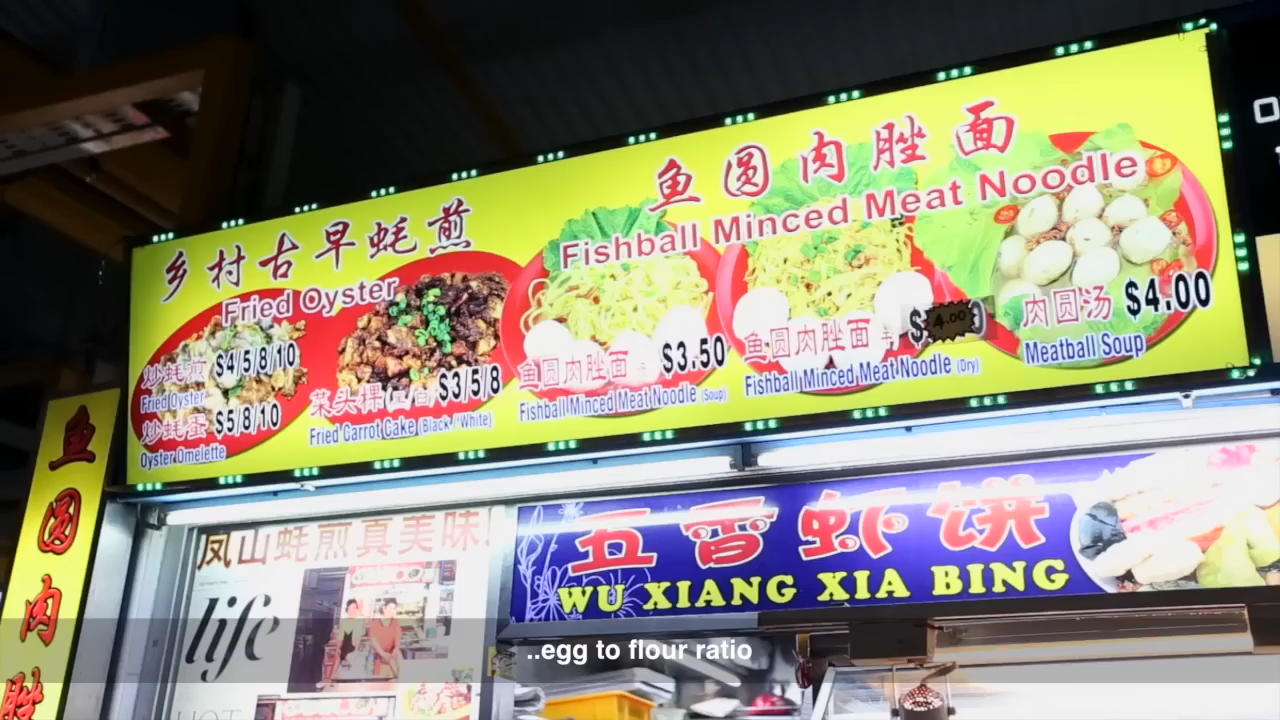 乡村古早蚝煎
Fried Oyster
鱼圆肉脞面
Fishball Minced Meat Noodle
炒蚝煎 $4/5/8/10
Fried Oyster
炒蚝蛋 $5/8/10
Oyster Omelette
菜头粿(黑/白) $3/5/8
Fried Carrot Cake (Black / White)
鱼圆肉脞面 $3.50
Fishball Minced Meat Noodle (Soup)
鱼圆肉脞面 $4.00
Fishball Minced Meat Noodle (Dry)
肉圆汤 $4.00
Meatball Soup
鱼圆肉脞
凤山蚝煎真美味!
life
HOT
五香虾饼
WU XIANG XIA BING
..egg to flour ratio